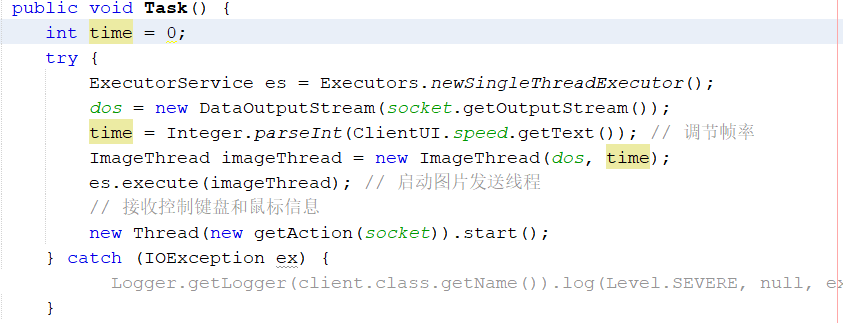 public void Task() {
int time = 0;
try {
ExecutorService es = Executors.newSingleThreadExecutor();
dos = new DataOutputStream(socket.getOutputStream());
time = Integer.parseInt(ClientUI.speed.getText()); // 调节帧率
ImageThread imageThread = new ImageThread(dos, time);
es.execute(imageThread); // 启动图片发送线程
// 接收控制键盘和鼠标信息
new Thread(new getAction(socket)).start();
} catch (IOException ex) {
Logger.getLogger(client.class.getName()).log(Level.SEVERE, null, ex
}